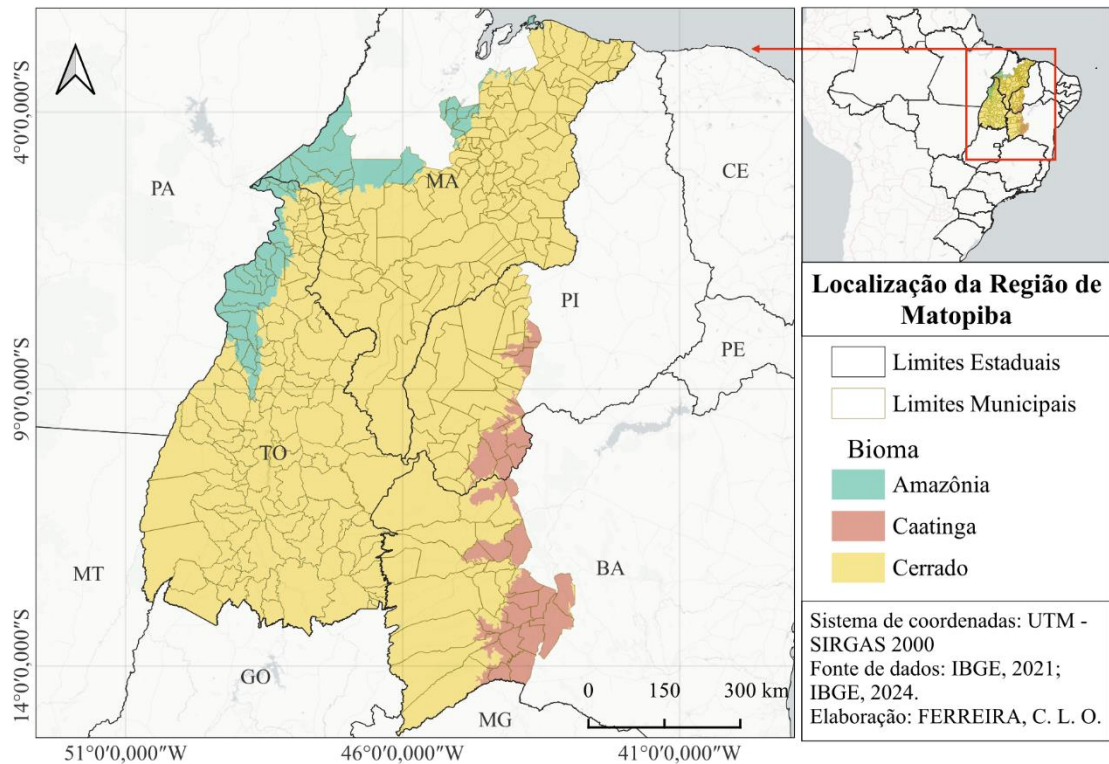 4°0′0,000″S
9°0′0,000″S
14°0′0,000″S
51°0′0,000″W
46°0′0,000″W
41°0′0,000″W
PA
MA
CE
PI
PE
TO
MT
BA
GO
MG
0 150 300 km
Localização da Região de
Matopiba
Limites Estaduais
Limites Municipais
Bioma
Amazônia
Caatinga
Cerrado
Sistema de coordenadas: UTM -
SIRGAS 2000
Fonte de dados: IBGE, 2021;
IBGE, 2024.
Elaboração: FERREIRA, C. L. O.